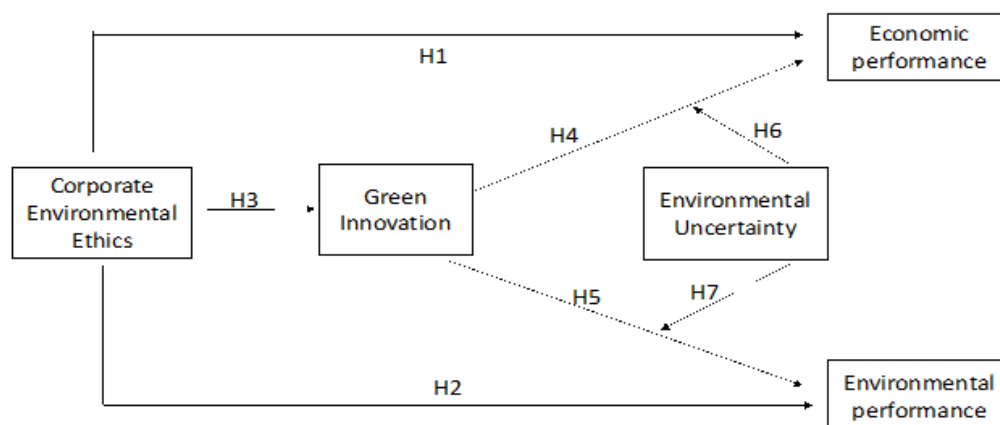 Economic
performance
H1
H4
H6
Corporate
Environmental
Ethics
H3
Green
Innovation
Environmental
Uncertainty
H5
H7
H2
Environmental
performance